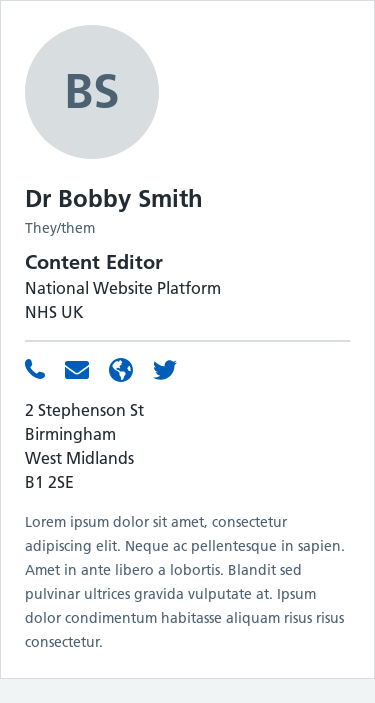 BS
Dr Bobby Smith
They/them
Content Editor
National Website Platform
NHS UK
2 Stephenson St
Birmingham
West Midlands
B1 2SE
Lorem ipsum dolor sit amet, consectetur
adipiscing elit. Neque ac pellentesque in sapien.
Amet in ante libero a lobortis. Blandit sed
pulvinar ultrices gravida vulputate at. Ipsum
dolor condimentum habitasse aliquam risus risus
consectetur.